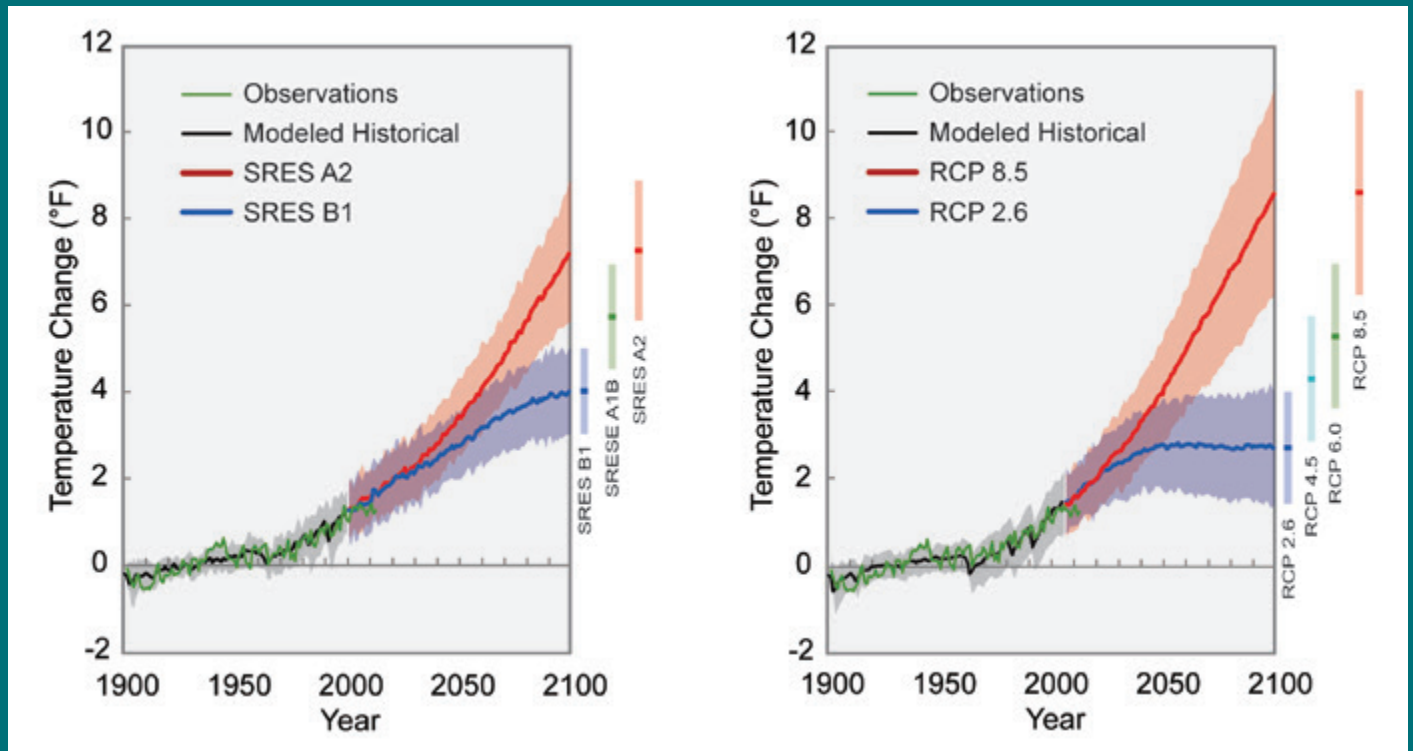 12
10
8
6
4
2
0
-2
Temperature Change (°F)
Observations
Modeled Historical
SRES A2
SRES B1
1900
1950
2000
2050
2100
Year
SRES B1
SRESE A1B
SRES A2
12
10
8
6
4
2
0
-2
Temperature Change (°F)
Observations
Modeled Historical
RCP 8.5
RCP 2.6
1900
1950
2000
2050
2100
Year
RCP 2.6
RCP 4.5
RCP 6.0
RCP 8.5